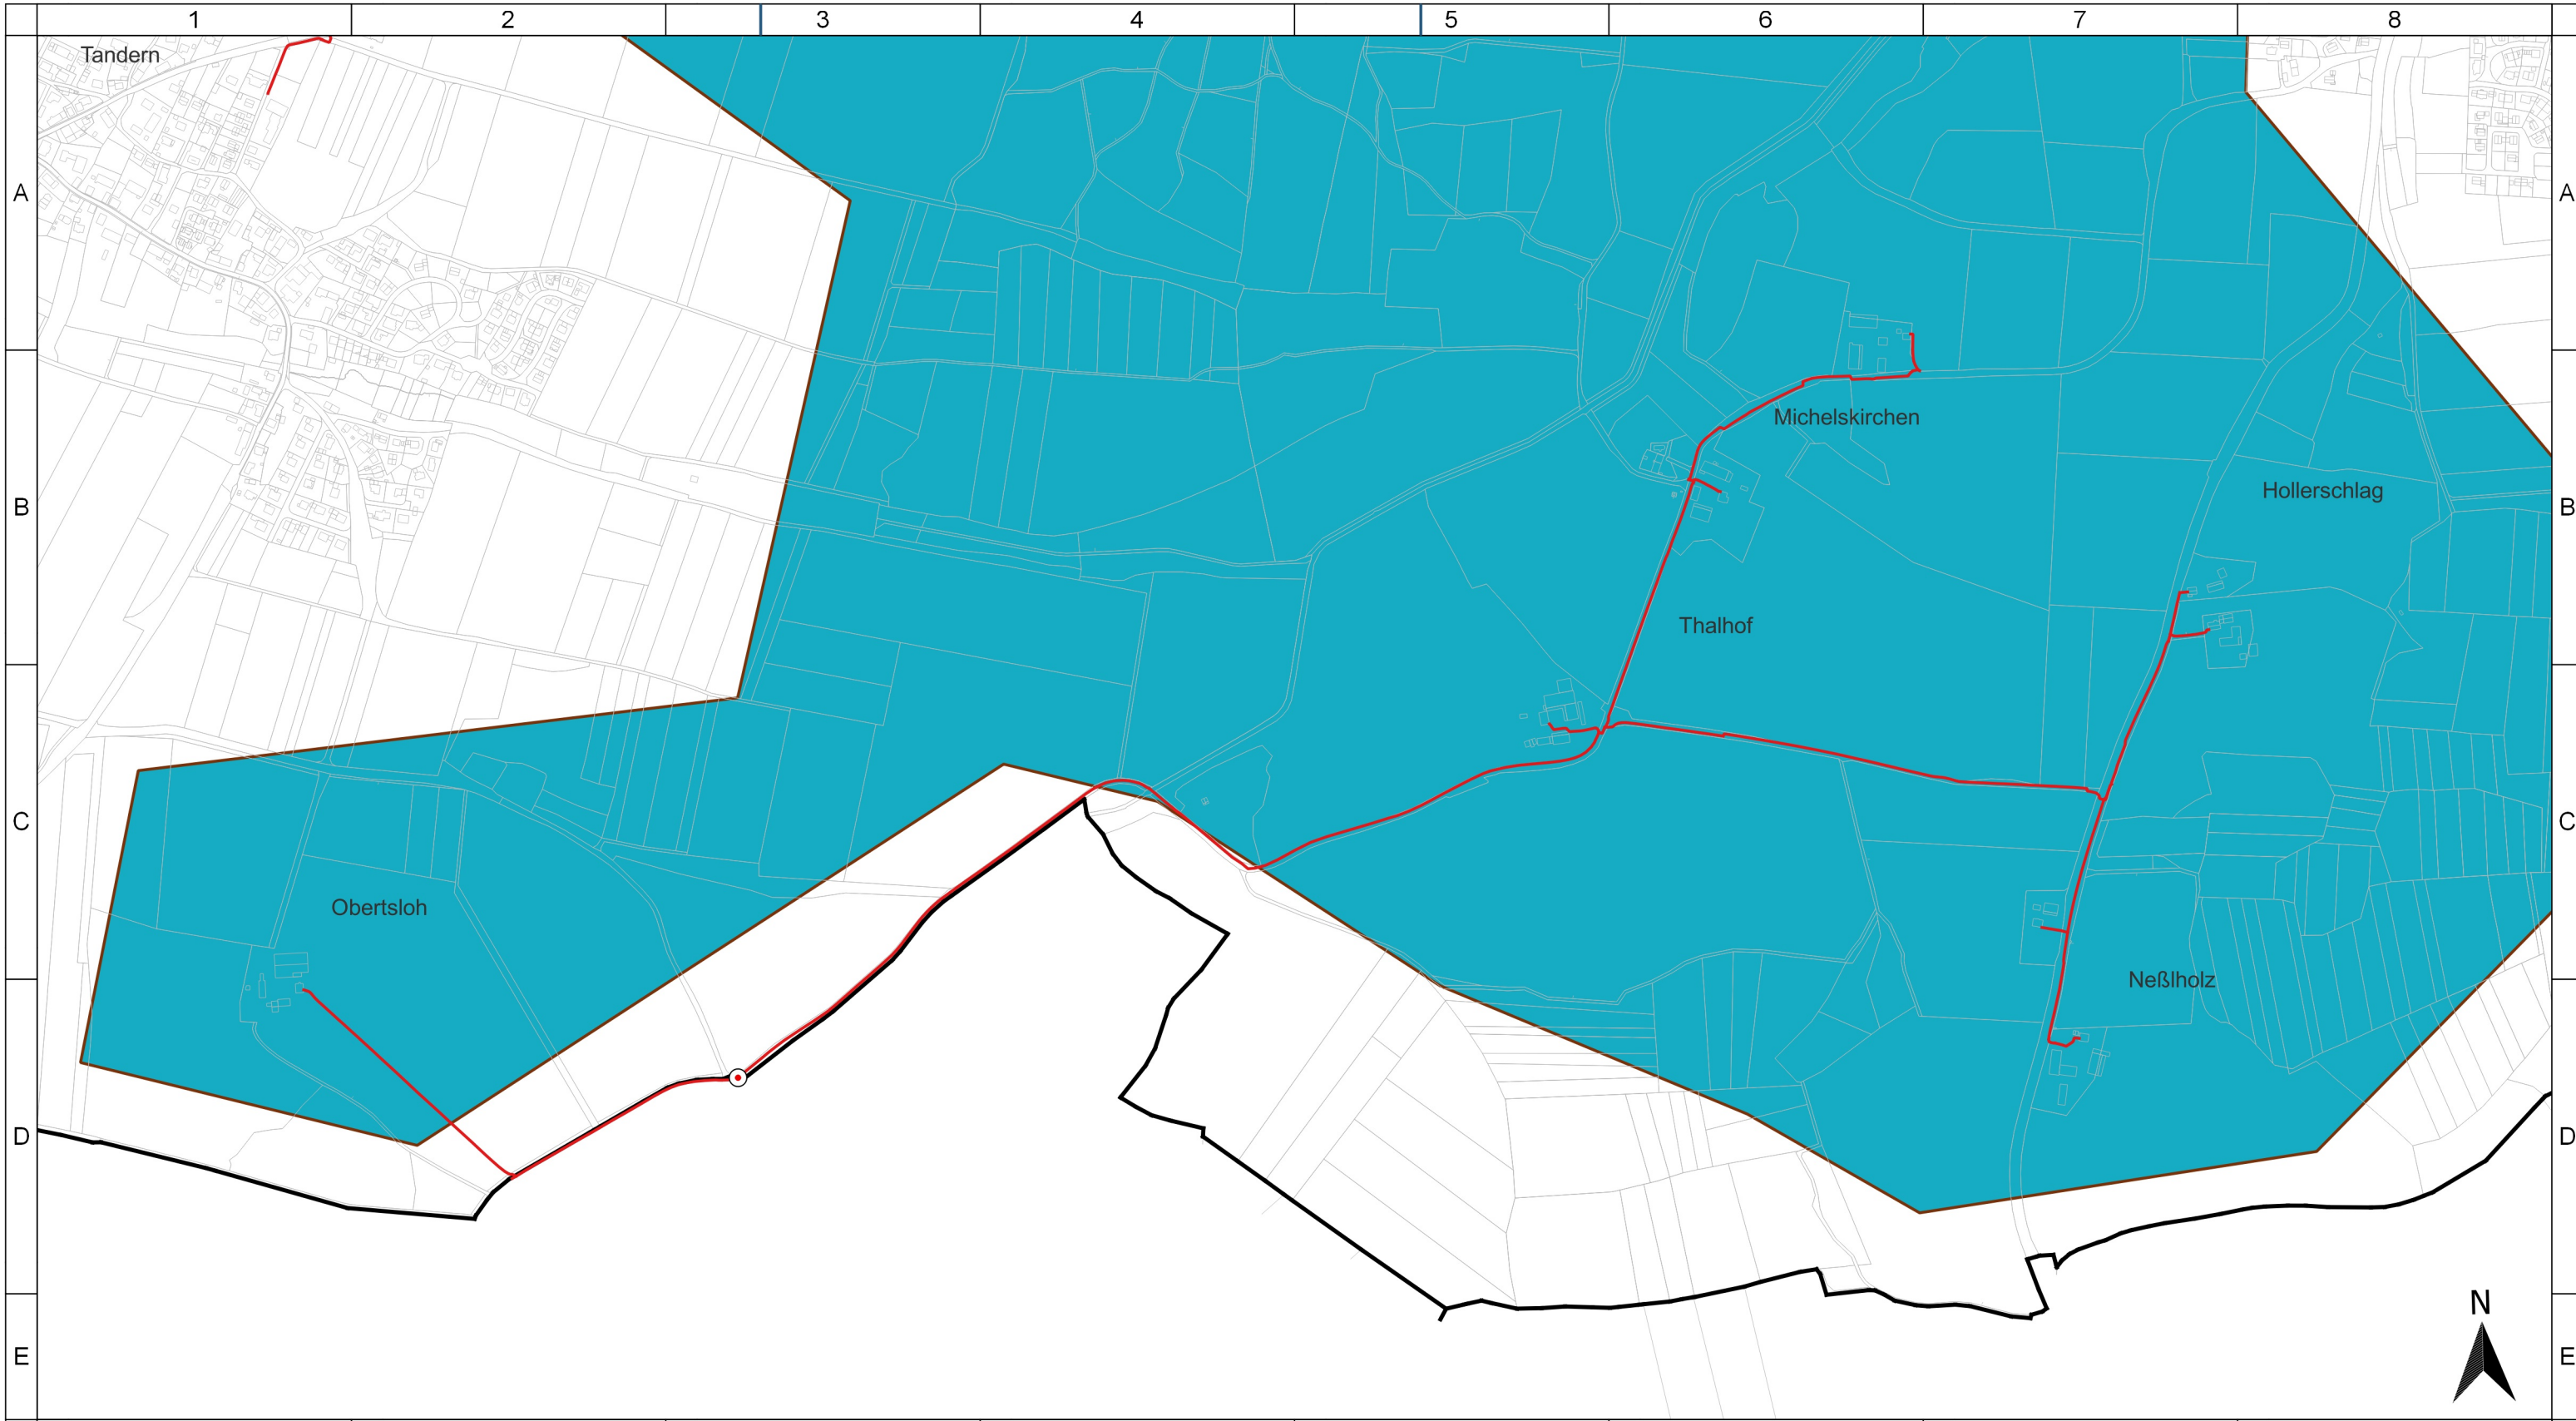 1 2 3 4 5 6 7 8
Tandern
A A
Michelskirchen
B Hollerschlag B
Thalhof
C C
Obertsloh
Neßlholz
D D
N
E E